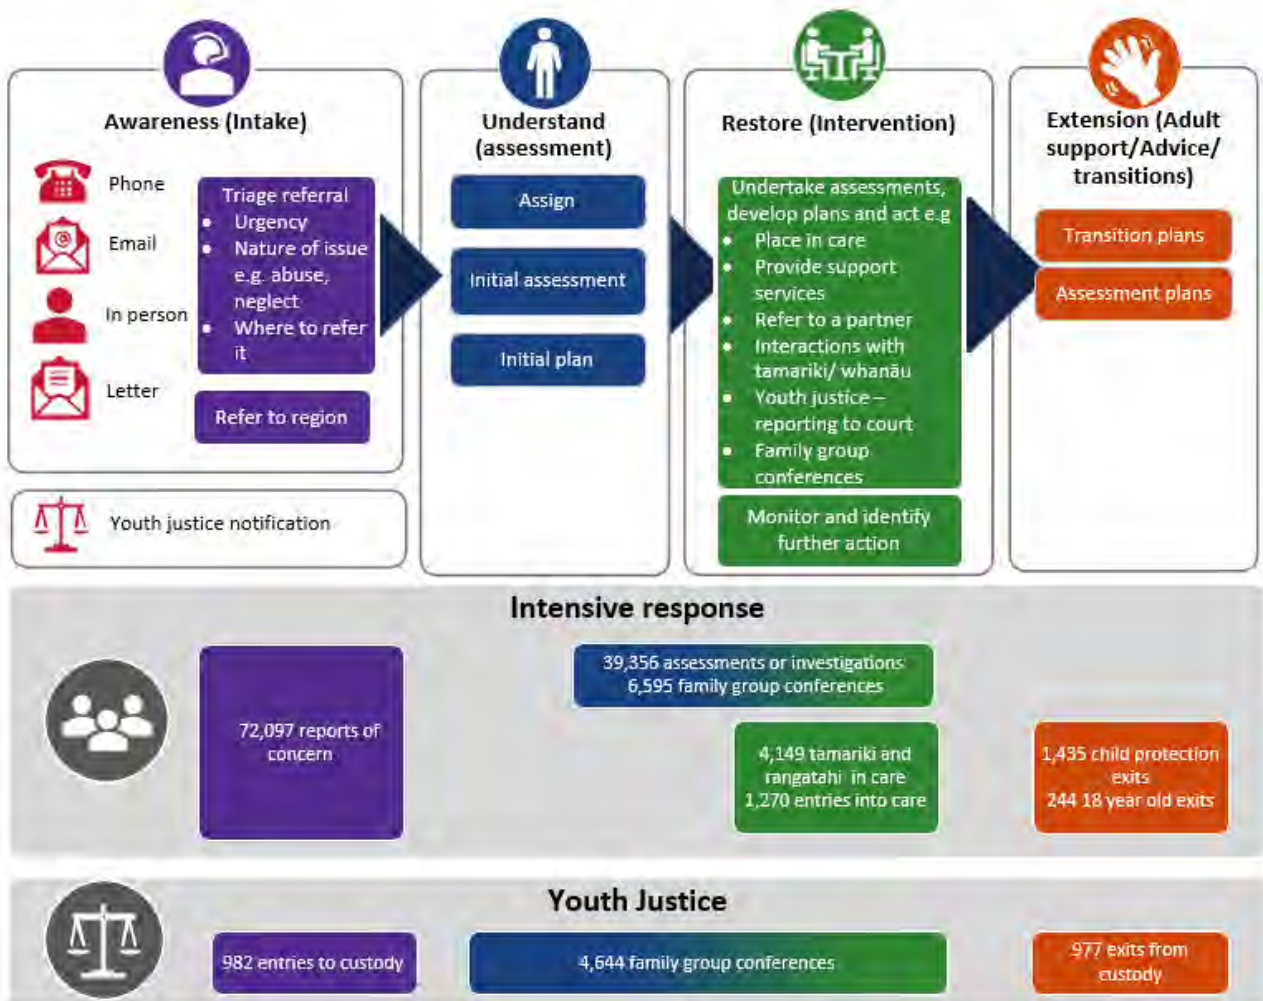 Awareness (Intake)
Phone
Email
In person
Letter
Triage referral
● Urgency
● Nature of issue
e.g. abuse,
neglect
● Where to refer
it
Refer to region
Youth justice notification
Understand
(assessment)
Assign
Initial assessment
Initial plan
Restore (Intervention)
Undertake assessments,
develop plans and act e.g
● Place in care
● Provide support
services
● Refer to a partner
● Interactions with
tamariki/ whanāu
● Youth justice –
reporting to court
● Family group
conferences
Monitor and identify
further action
Extension (Adult
support/Advice/
transitions)
Transition plans
Assessment plans
Intensive response
72,097 reports of
concern
39,356 assessments or investigations
6,595 family group conferences
4,149 tamariki and
rangatahi in care
1,270 entries into care
1,435 child protection
exits
244 18 year old exits
Youth Justice
982 entries to custody
4,644 family group conferences
977 exits from
custody